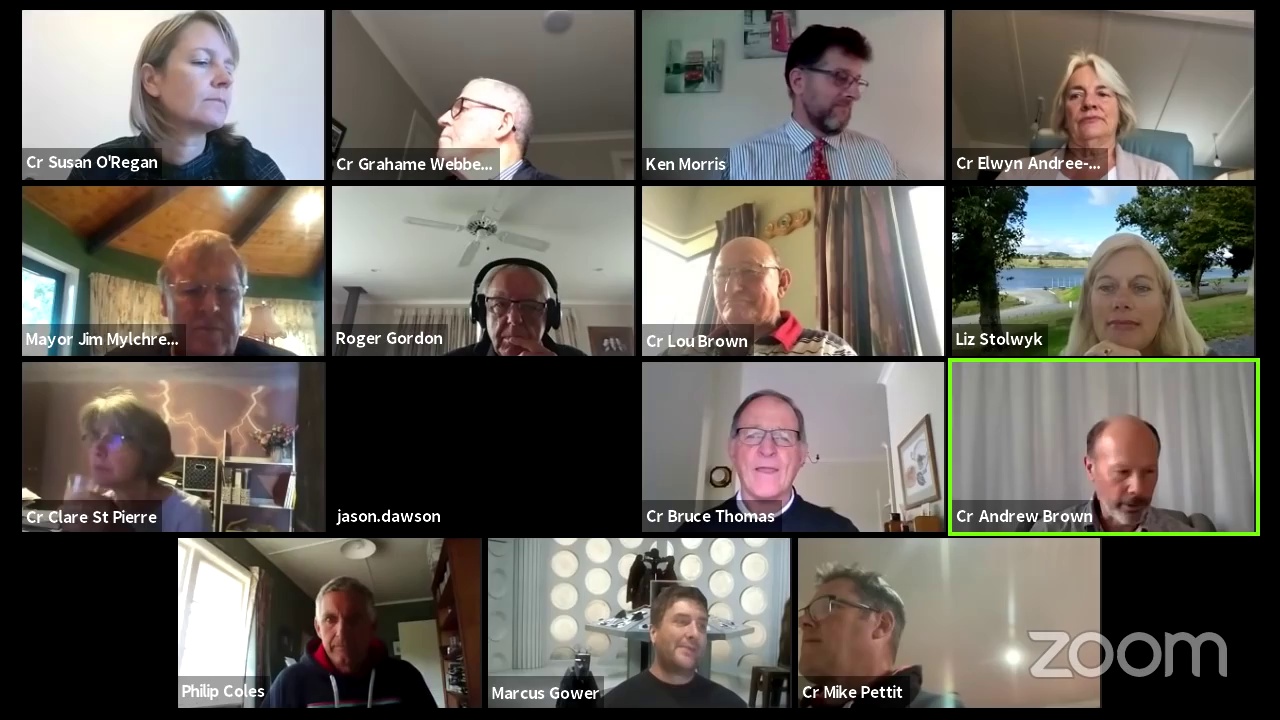 Cr Susan O'Regan
Cr Grahame Webbe...
Ken Morris
Cr Elwyn Andree-...
Mayor Jim Mylchre...
Roger Gordon
Cr Lou Brown
Liz Stolwyk
Cr Clare St Pierre
jason.dawson
Cr Bruce Thomas
Cr Andrew Brown
Philip Coles
Marcus Gower
Cr Mike Pettit
zoom